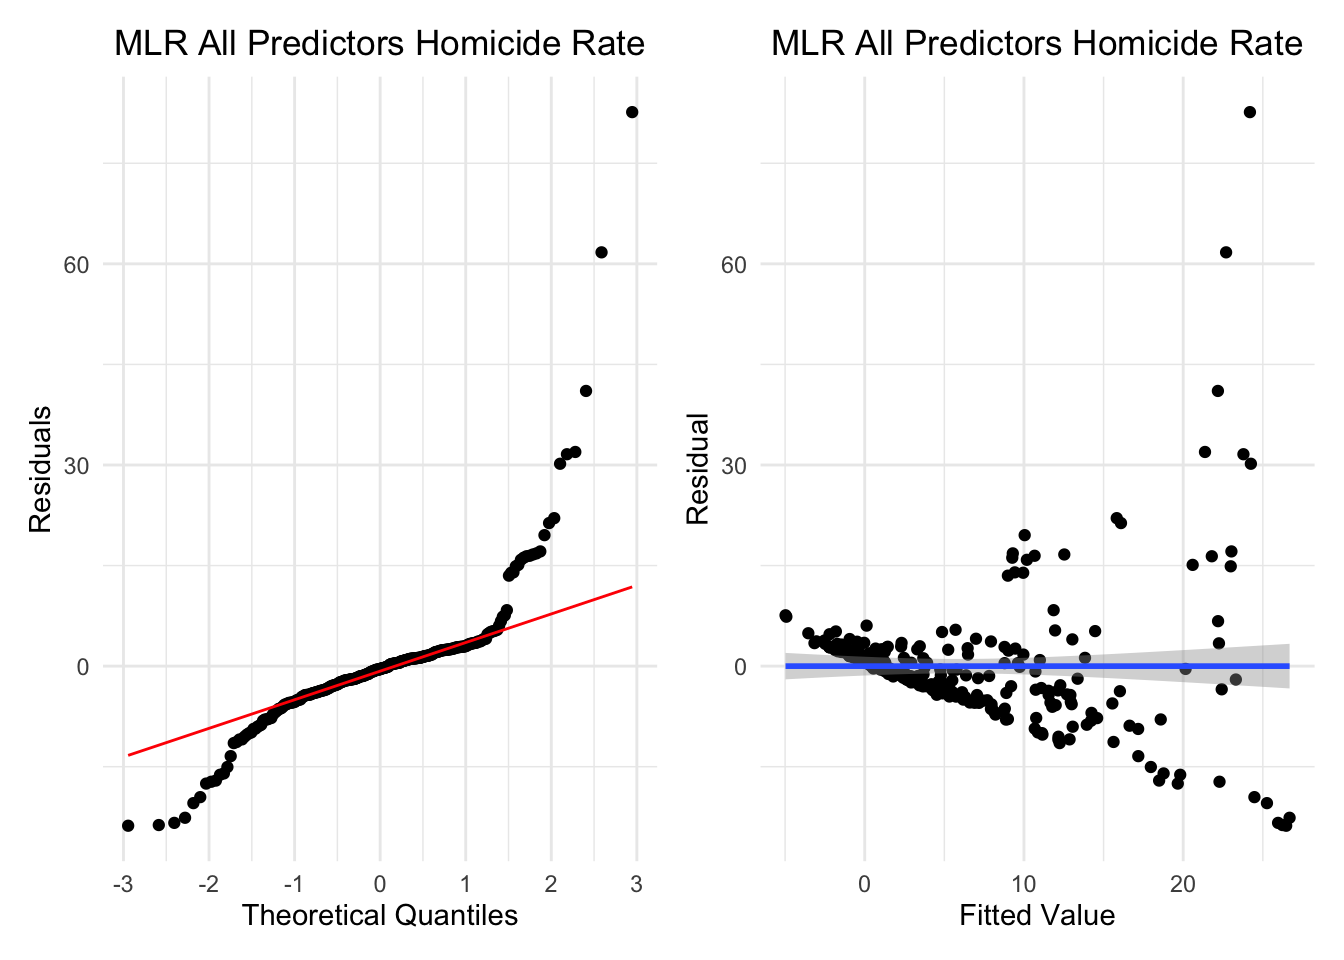 MLR All Predictors Homicide Rate
Residuals
60
30
0
-3 -2 -1 0 1 2 3
Theoretical Quantiles
MLR All Predictors Homicide Rate
Residual
60
30
0
0 10 20
Fitted Value